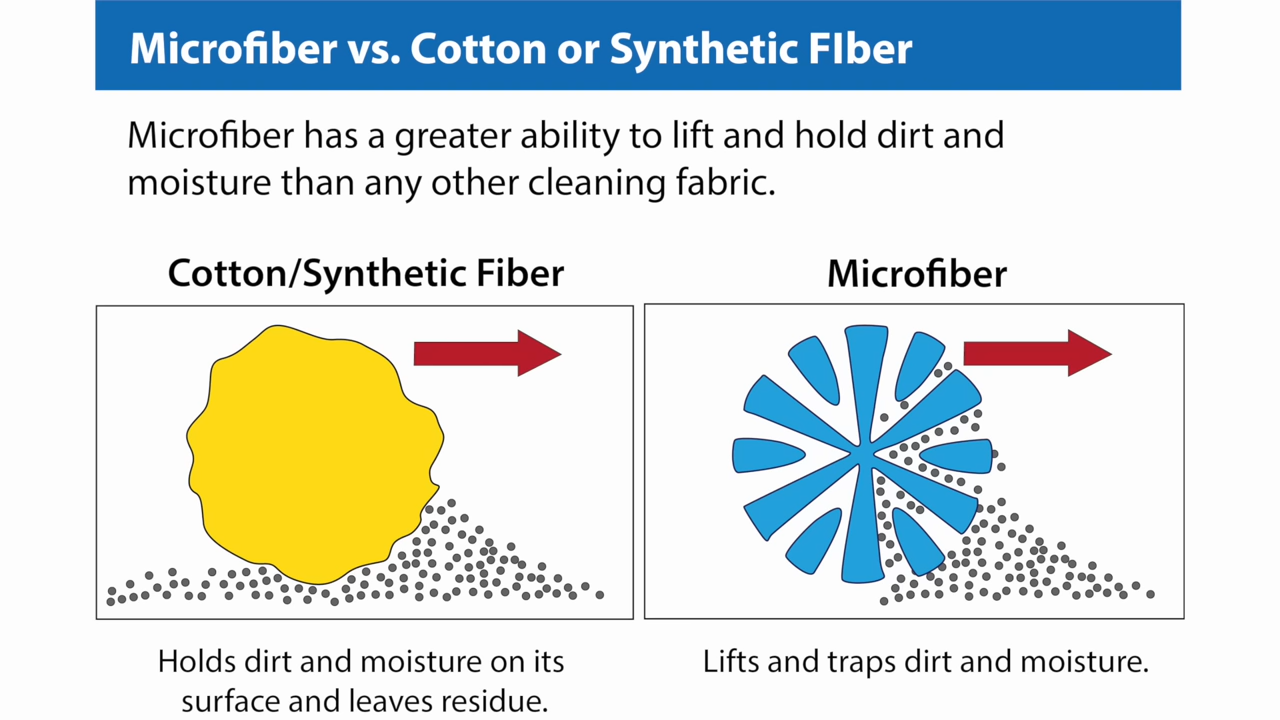 Microfiber vs. Cotton or Synthetic FIber
Microfiber has a greater ability to lift and hold dirt and
moisture than any other cleaning fabric.
Cotton/Synthetic Fiber
Microfiber
Holds dirt and moisture on its
surface and leaves residue.
Lifts and traps dirt and moisture.